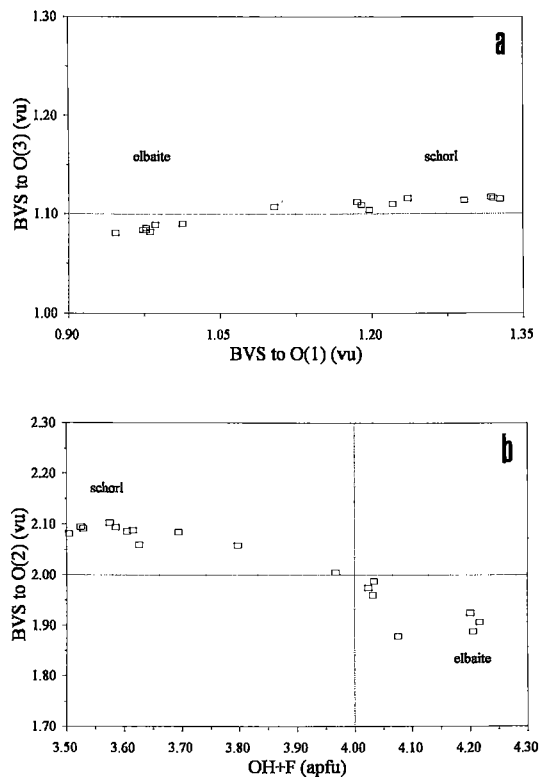 1.30
a
BVS to O(3) (vu)
1.20
elbaite
schorl
1.10
1.00
0.90
1.05
1.20
1.35
BVS to O(1) (vu)
2.30
b
BVS to O(2) (vu)
2.20
schorl
2.10
2.00
1.90
elbaite
1.80
1.70
3.50
3.60
3.70
3.80
3.90
4.00
4.10
4.20
4.30
OH+F (apfu)